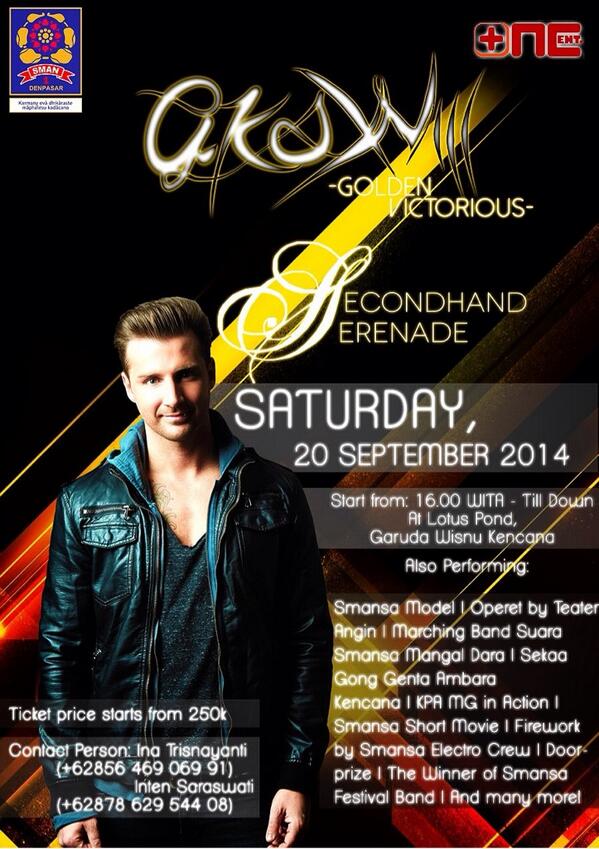 SMAN
1
DENPASAR
ONE
ENT.
-GOLDEN
VICTORIOUS-
SECONDHAND
SERENADE
SATURDAY,
20 SEPTEMBER 2014
Start from: 16.00 WITA - Till Down
At Lotus Pond,
Garuda Wisnu Kencana
Also Performing:
Smansa Model | Operet by Teater
Angin | Marching Band Suara
Smansa Mangal Dara | Sekaa
Gong Genta Ambara
Kencana | KPA MG in Action |
Smansa Short Movie | Firework
by Smansa Electro Crew | Door-
prize | The Winner of Smansa
Festival Band | And many more!
Ticket price starts from 250k
Contact Person: Ina Trisnayanti
(+62856 469 069 91)
Inten Saraswati
(+62878 629 544 08)